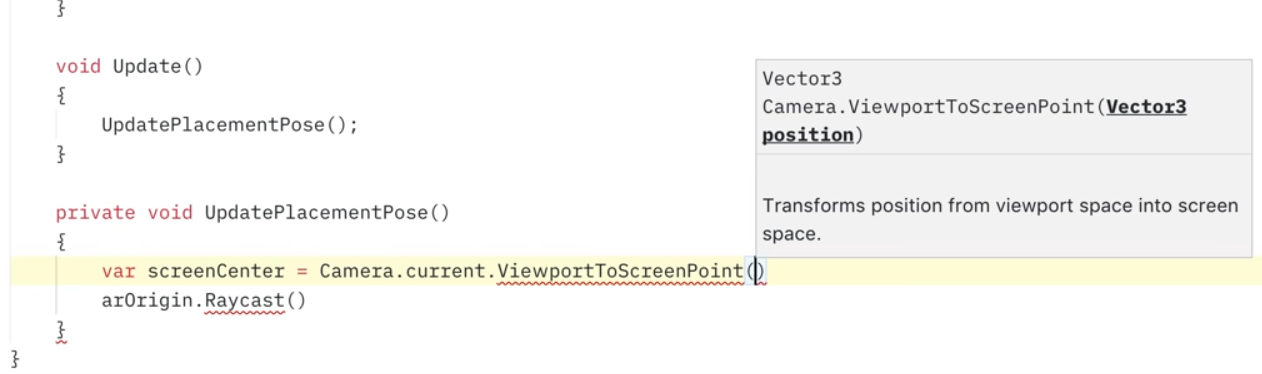 }
void Update()
{
UpdatePlacementPose();
}
private void UpdatePlacementPose()
{
var screenCenter = Camera.current.ViewportToScreenPoint()
arOrigin.Raycast()
}
}
Vector3
Camera.ViewportToScreenPoint(Vector3
position)
Transforms position from viewport space into screen
space.